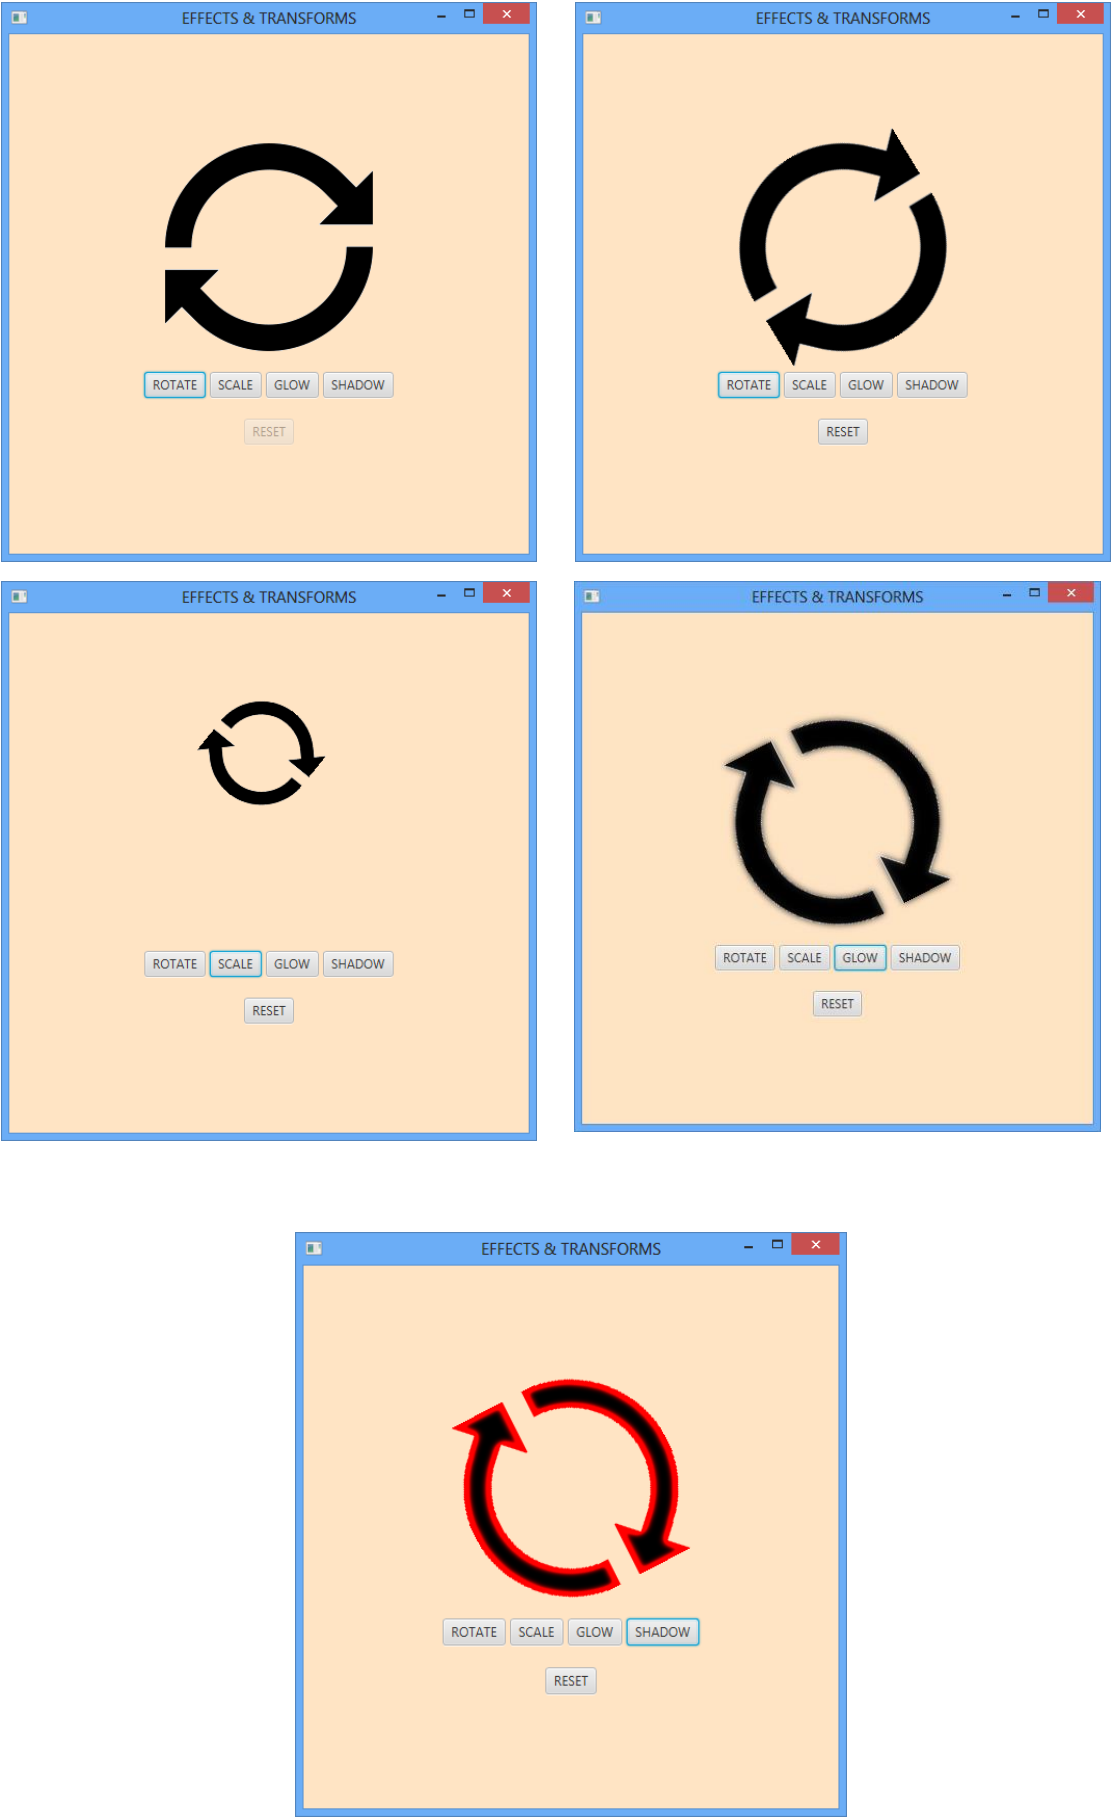 EFFECTS & TRANSFORMS
ROTATE SCALE GLOW SHADOW
RESET
EFFECTS & TRANSFORMS
ROTATE SCALE GLOW SHADOW
RESET
EFFECTS & TRANSFORMS
ROTATE SCALE GLOW SHADOW
RESET
EFFECTS & TRANSFORMS
ROTATE SCALE GLOW SHADOW
RESET
EFFECTS & TRANSFORMS
ROTATE SCALE GLOW SHADOW
RESET